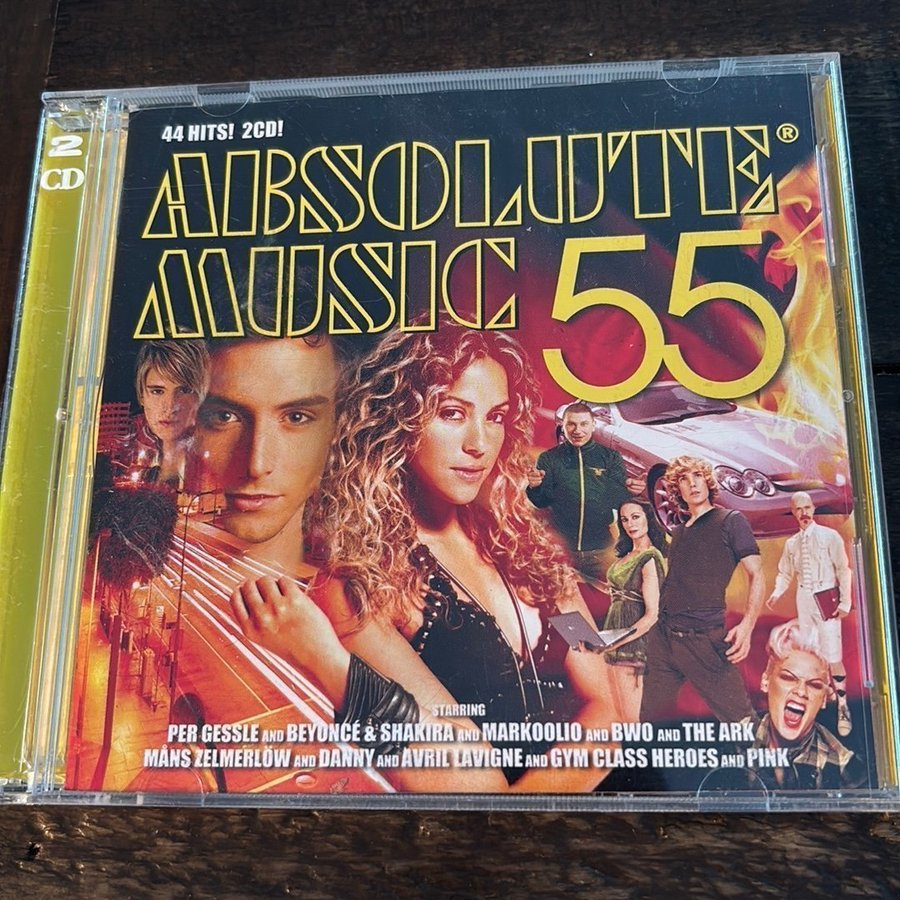 44 HITS! 2CD!
2
CD
ABSOLUTE®
MUSIC 55
STARRING
PER GESSLE AND BEYONCÉ & SHAKIRA AND MARKOOLIO AND BWO AND THE ARK
MÅNS ZELMERLÖW AND DANNY AND AVRIL LAVIGNE AND GYM CLASS HEROES AND PINK